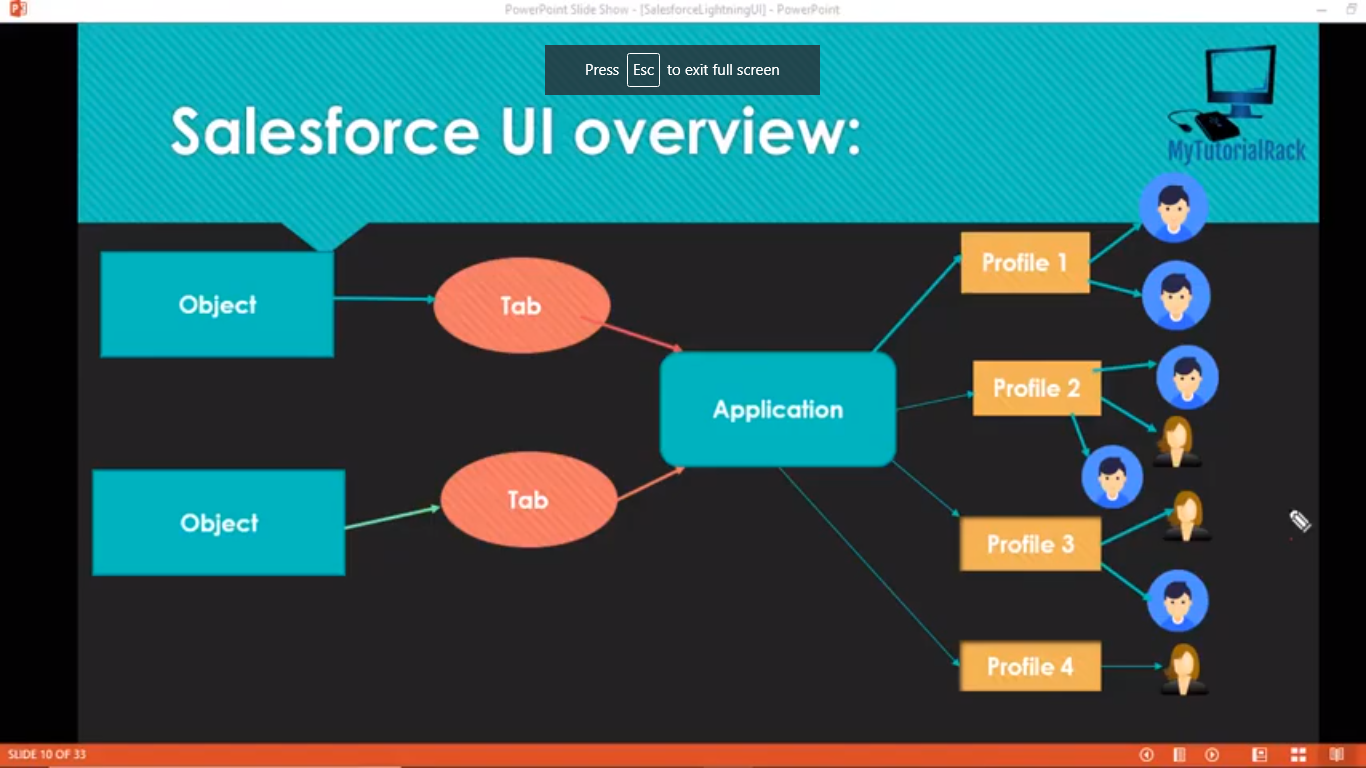 PowerPoint Slide Show - [SalesforceLightningUI] - PowerPoint
Press Esc to exit full screen
Salesforce UI overview:
MyTutorialRack
Object
Tab
Profile 1
Application
Profile 2
Object
Tab
Profile 3
Profile 4
SLIDE 10 OF 33